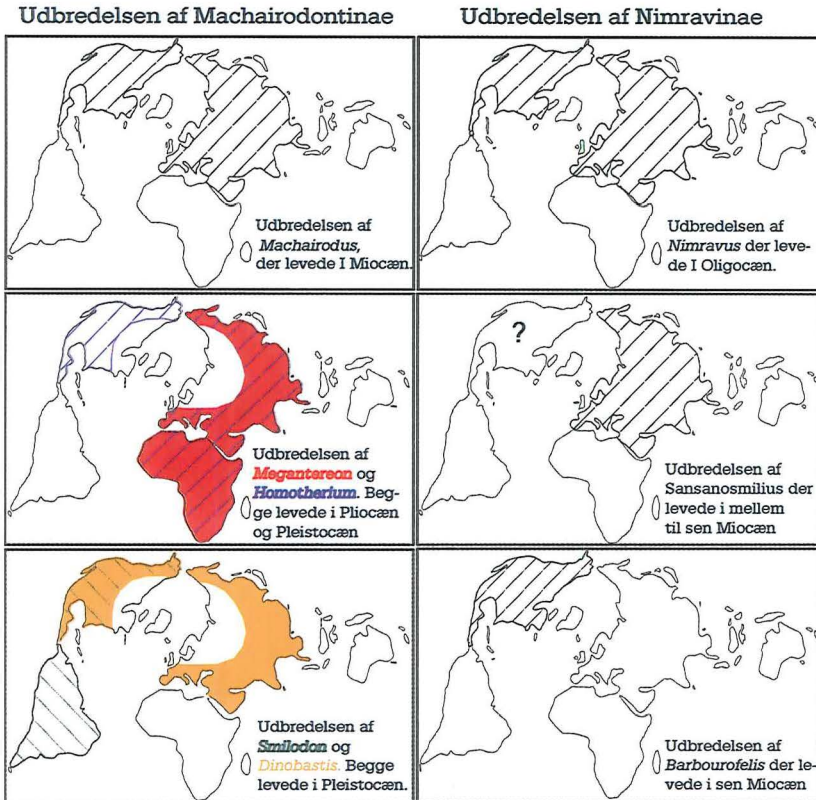 Udbredelsen af Machairodontinae
Udbredelsen af Nimravinae
Udbredelsen af
Machairodus,
der levede I Miocæn.
Udbredelsen af
Nimravus der leve-
de I Oligocæn.
Udbredelsen af
Megantereon og
Homotherium. Beg-
ge levede i Pliocæn
og Pleistocæn
?
Udbredelsen af
Sansanosmilius der
levede i mellem
til sen Miocæn
Udbredelsen af
Smilodon og
Dinobastis. Begge
levede i Pleistocæn.
Udbredelsen af
Barbourofelis der le-
vede i sen Miocæn